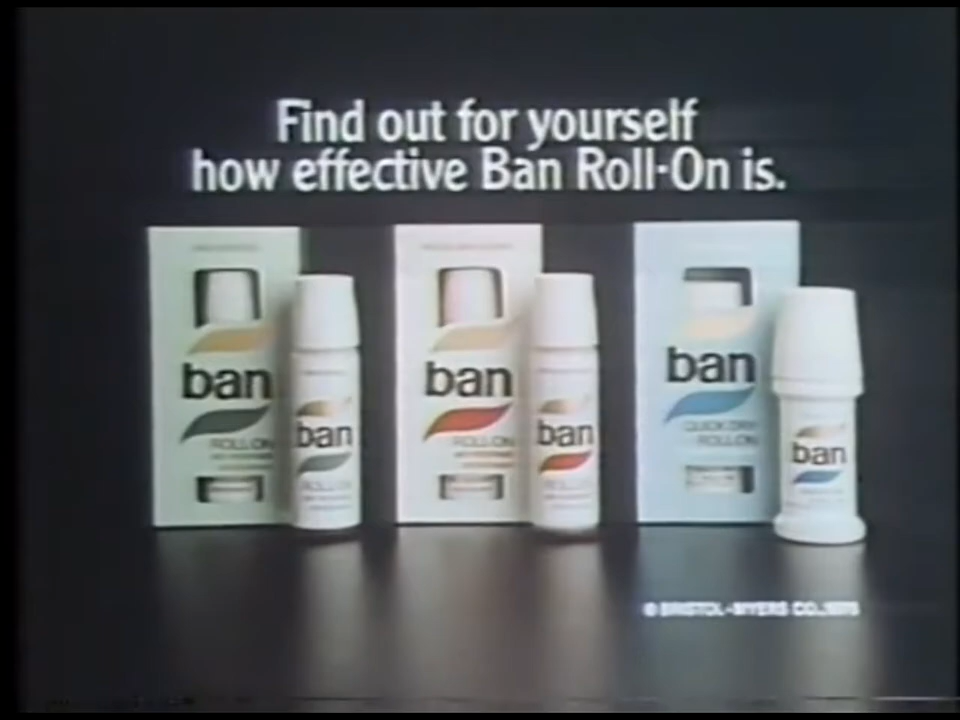 Find out for yourself
how effective Ban Roll-On is.
ban
ROLL-ON
ban
ROLL-ON
ban
ROLL-ON
ban
ROLL-ON
ban
QUICK DRY
ROLL-ON
ban
© BRISTOL-MYERS CO.